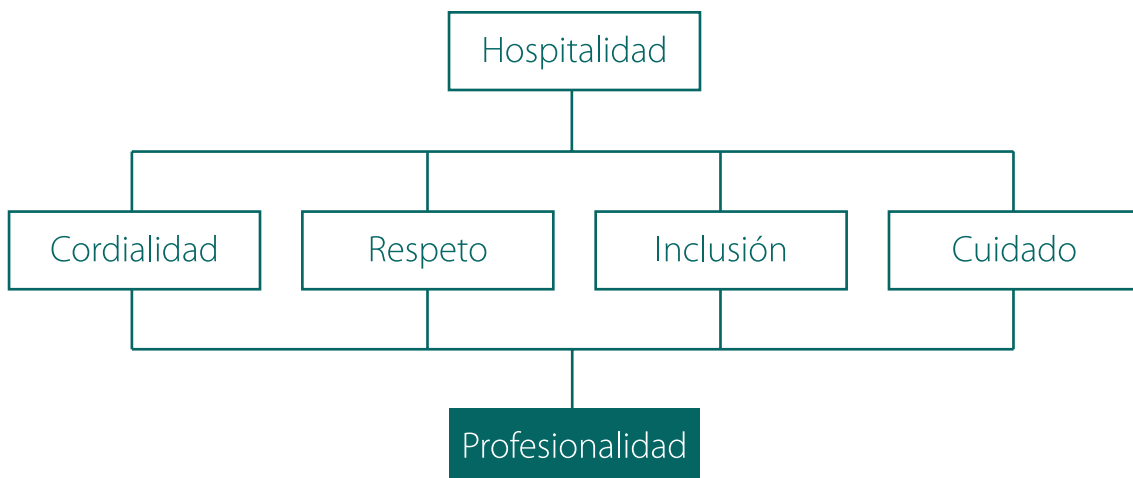 Hospitalidad
Cordialidad
Respeto
Inclusión
Cuidado
Profesionalidad